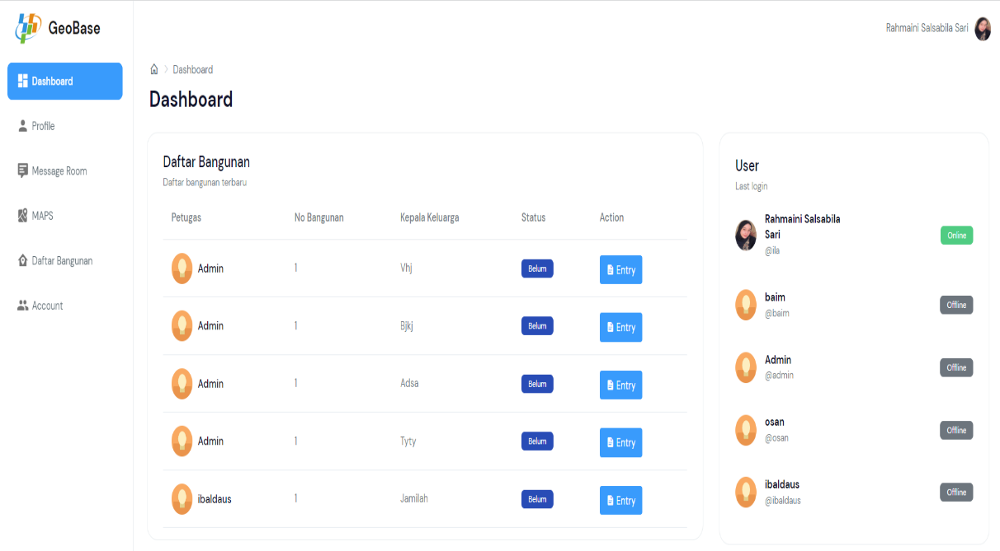 GeoBase
Rahmaini Salsabila Sari
Dashboard
Profile
Message Room
MAPS
Daftar Bangunan
Account
Dashboard
Dashboard
Daftar Bangunan
Daftar bangunan terbaru
Petugas No Bangunan Kepala Keluarga Status Action
Admin 1 Vhj Belum Entry
Admin 1 Bjkj Belum Entry
Admin 1 Adsa Belum Entry
Admin 1 Tyty Belum Entry
ibaldaus 1 Jamilah Belum Entry
User
Last login
Rahmaini Salsabila
Sari
@ila
Online
baim
@baim
Offline
Admin
@admin
Offline
osan
@osan
Offline
ibaldaus
@ibaldaus
Offline